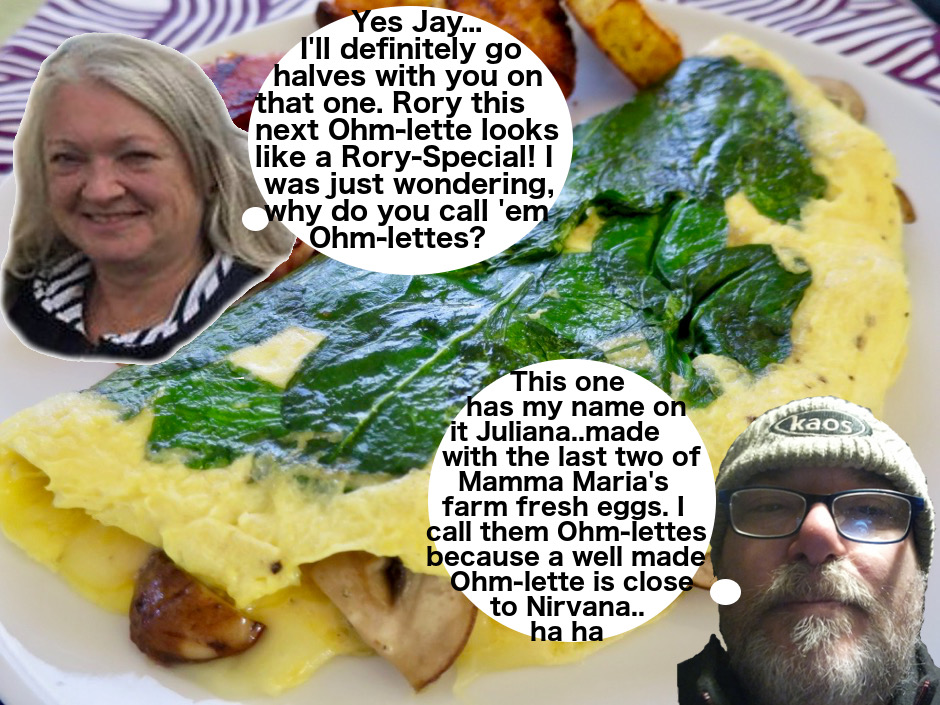 Yes Jay...
I'll definitely go
halves with you on
that one. Rory this
next Ohm-lette looks
like a Rory-Special! I
was just wondering,
why do you call 'em
Ohm-lettes?
This one
has my name on
it Juliana..made
with the last two of
Mamma Maria's
farm fresh eggs. I
call them Ohm-lettes
because a well made
Ohm-lette is close
to Nirvana..
ha ha
kaos